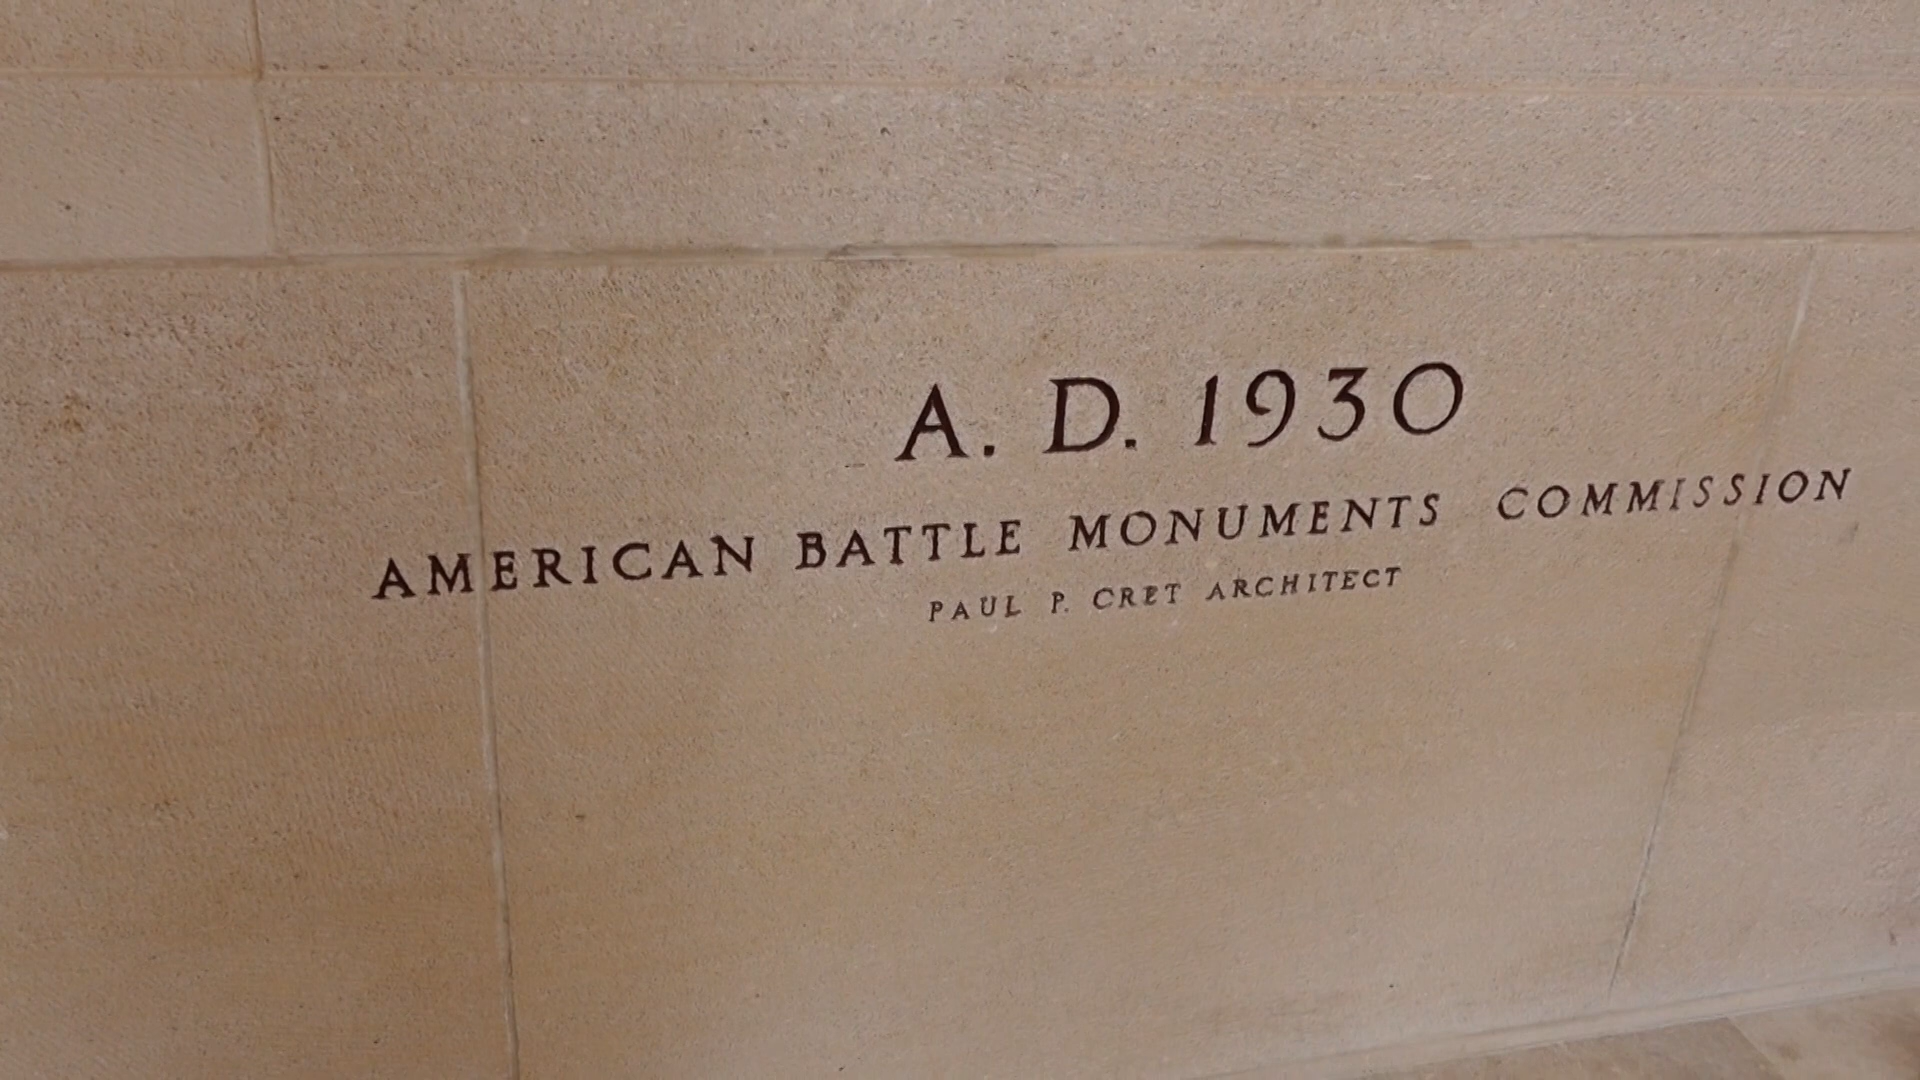 A. D. 1930
AMERICAN BATTLE MONUMENTS COMMISSION
PAUL P. CRET ARCHITECT